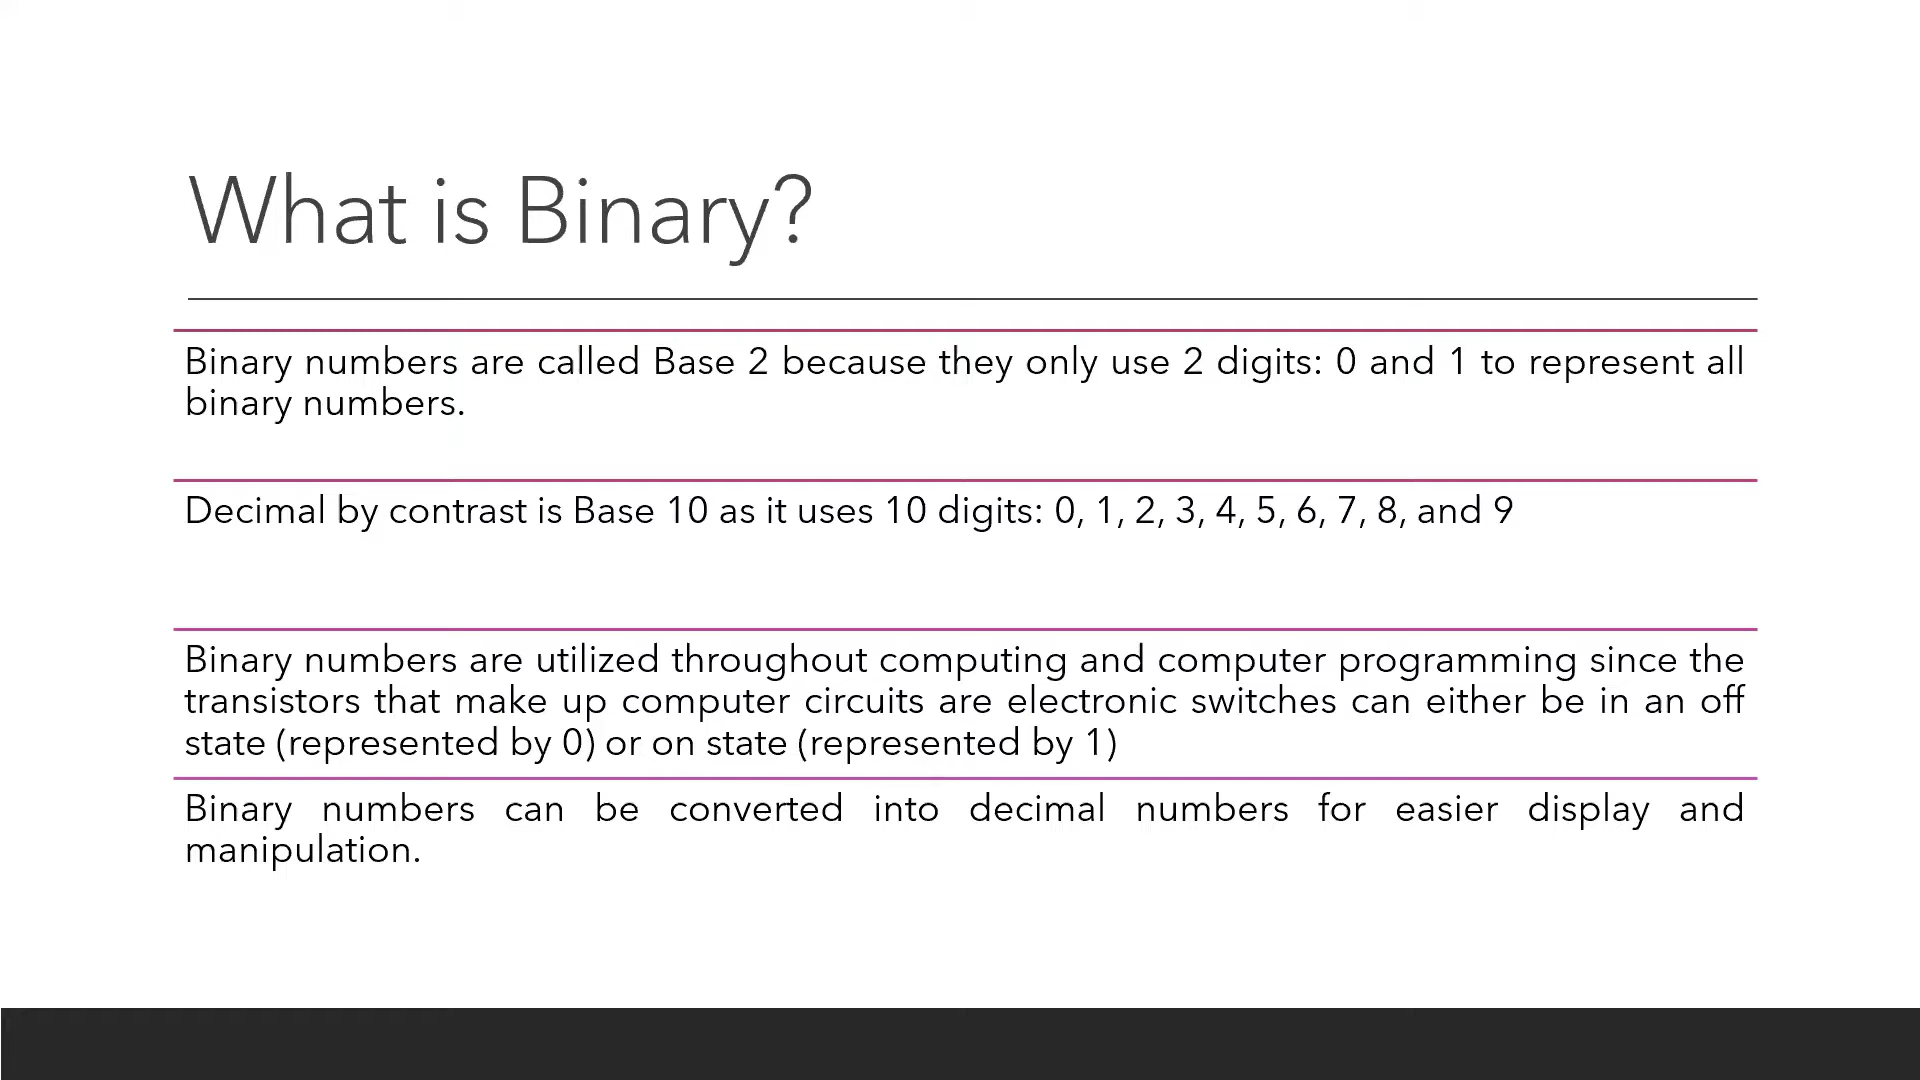 What is Binary?
Binary numbers are called Base 2 because they only use 2 digits: 0 and 1 to represent all
binary numbers.
Decimal by contrast is Base 10 as it uses 10 digits: 0, 1, 2, 3, 4, 5, 6, 7, 8, and 9
Binary numbers are utilized throughout computing and computer programming since the
transistors that make up computer circuits are electronic switches can either be in an off
state (represented by 0) or on state (represented by 1)
Binary numbers can be converted into decimal numbers for easier display and
manipulation.